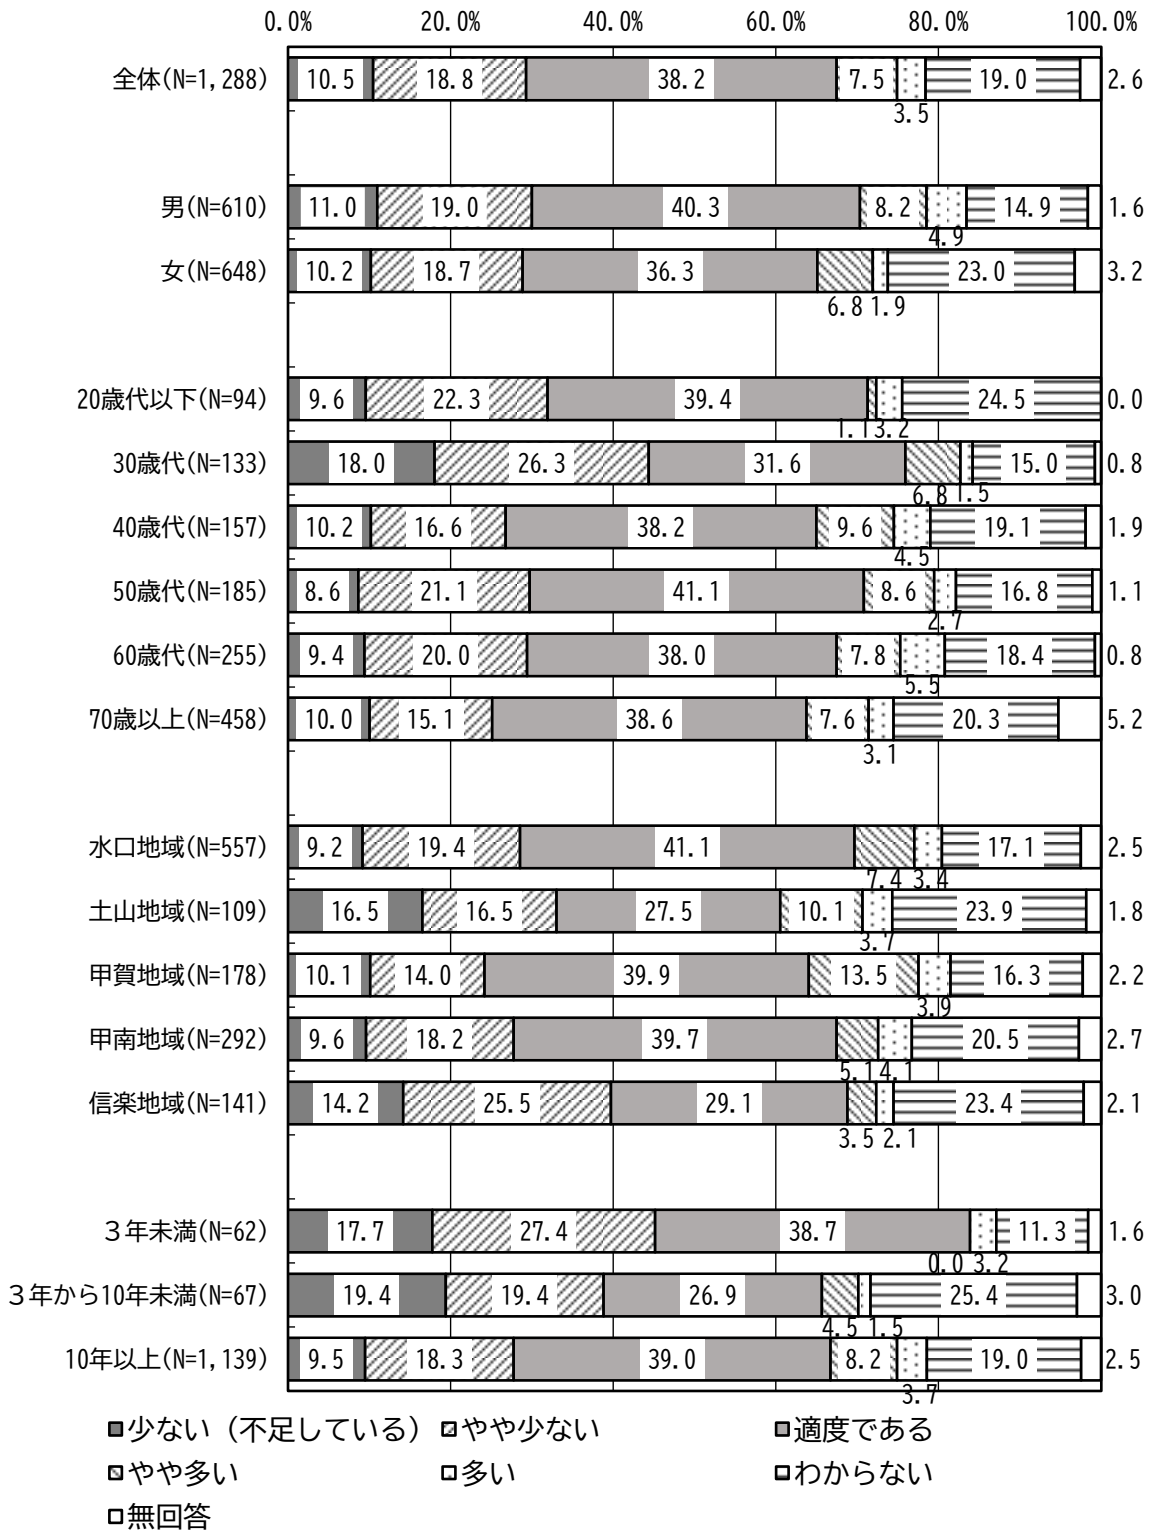 0.0% 20.0% 40.0% 60.0% 80.0% 100.0%
全体(N=1,288) 10.5 18.8 38.2 7.5 3.5 19.0 2.6
男(N=610) 11.0 19.0 40.3 8.2 4.9 14.9 1.6
女(N=648) 10.2 18.7 36.3 6.8 1.9 23.0 3.2
20歳代以下(N=94) 9.6 22.3 39.4 1.1 3.2 24.5 0.0
30歳代(N=133) 18.0 26.3 31.6 6.8 1.5 15.0 0.8
40歳代(N=157) 10.2 16.6 38.2 9.6 4.5 19.1 1.9
50歳代(N=185) 8.6 21.1 41.1 8.6 2.7 16.8 1.1
60歳代(N=255) 9.4 20.0 38.0 7.8 5.5 18.4 0.8
70歳以上(N=458) 10.0 15.1 38.6 7.6 3.1 20.3 5.2
水口地域(N=557) 9.2 19.4 41.1 7.4 3.4 17.1 2.5
土山地域(N=109) 16.5 16.5 27.5 10.1 3.7 23.9 1.8
甲賀地域(N=178) 10.1 14.0 39.9 13.5 3.9 16.3 2.2
甲南地域(N=292) 9.6 18.2 39.7 5.1 4.1 20.5 2.7
信楽地域(N=141) 14.2 25.5 29.1 3.5 2.1 23.4 2.1
３年未満(N=62) 17.7 27.4 38.7 0.0 3.2 11.3 1.6
３年から10年未満(N=67) 19.4 19.4 26.9 4.5 1.5 25.4 3.0
10年以上(N=1,139) 9.5 18.3 39.0 8.2 3.7 19.0 2.5
少ない（不足している） やや少ない 適度である
やや多い 多い わからない
無回答